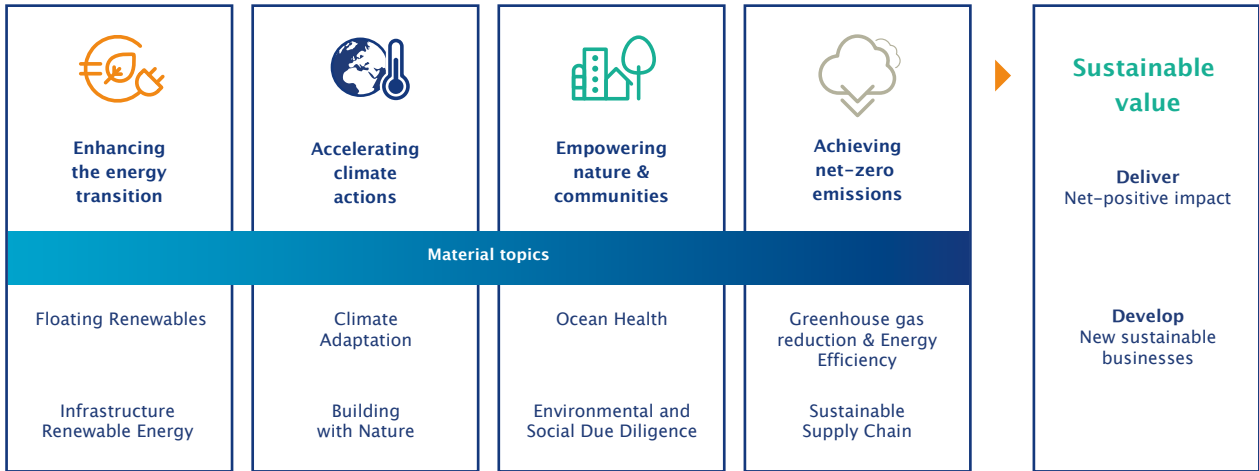 Enhancing
the energy
transition
Accelerating
climate
actions
Empowering
nature &
communities
Achieving
net-zero
emissions
Material topics
Floating Renewables
Infrastructure
Renewable Energy
Climate
Adaptation
Building
with Nature
Ocean Health
Environmental and
Social Due Diligence
Greenhouse gas
reduction & Energy
Efficiency
Sustainable
Supply Chain
Sustainable
value
Deliver
Net-positive impact
Develop
New sustainable
businesses